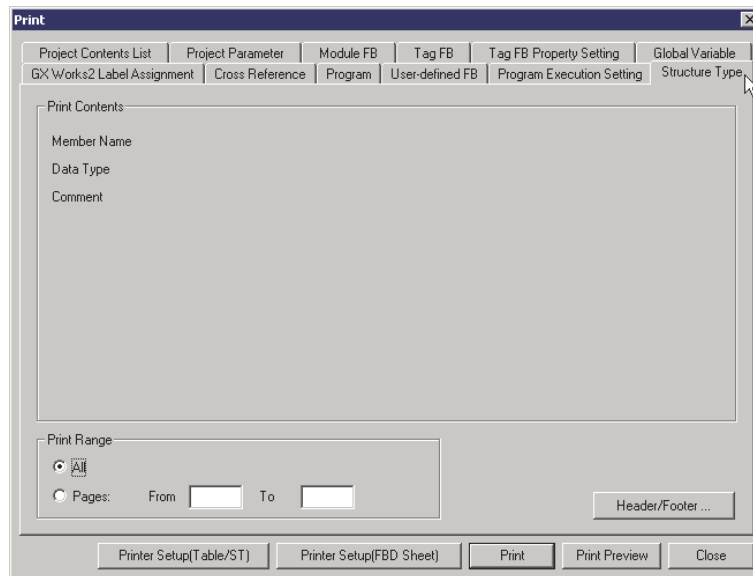 Print
Project Contents List Project Parameter Module FB Tag FB Tag FB Property Setting Global Variable
GX Works2 Label Assignment Cross Reference Program User-defined FB Program Execution Setting Structure Type
Print Contents
Member Name
Data Type
Comment
Print Range
All
Pages: From To
Header/Footer ...
Printer Setup(Table/ST) Printer Setup(FBD Sheet) Print Print Preview Close